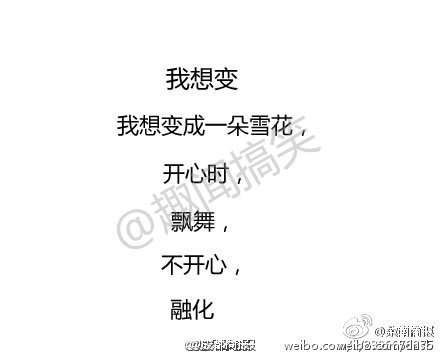 我想变
我想变成一朵雪花，
开心时，
飘舞，
不开心，
融化
@趣闻搞笑